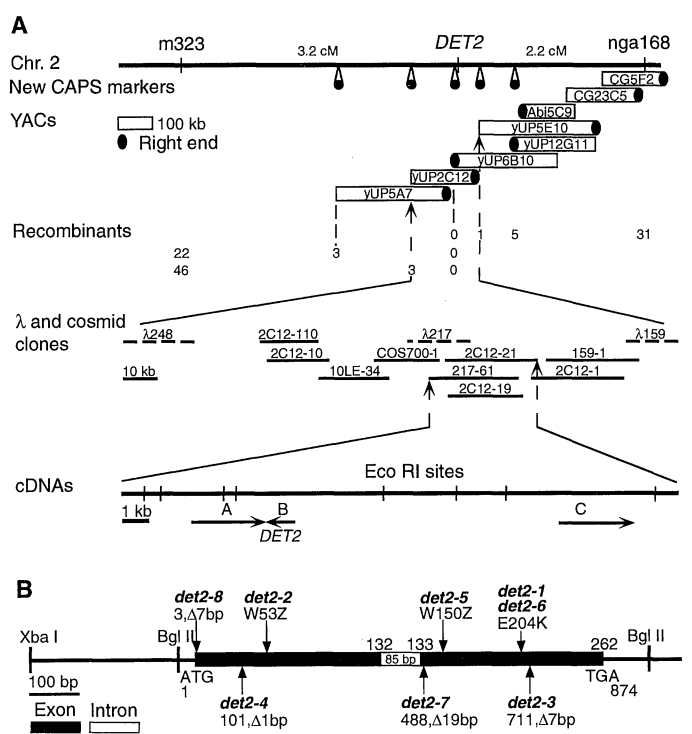 A
m323 3.2 cM DET2 2.2 cM nga168
Chr. 2
New CAPS markers
CG5F2
CG23C5
YACs
100 kb
AbI5C9
yUP5E10
Right end
yUP12G11
yUP6B10
yUP2C12
yUP5A7
Recombinants
0 1 5 31
22 3 0
46 3 0
λ and cosmid
clones
λ248 2C12-110 λ217 λ159
2C12-10 COS700-1 2C12-21 159-1
10 kb 10LE-34 217-61 2C12-1
2C12-19
Eco RI sites
cDNAs
1 kb A B C
DET2
B
det2-8 det2-2 det2-5 det2-1
det2-6
3,Δ7bp W53Z W150Z E204K
Xba I Bgl II 132 133 262 Bgl II
85 bp
100 bp ATG TGA
1 874
Exon Intron
det2-4 det2-7 det2-3
101,Δ1bp 488,Δ19bp 711,Δ7bp